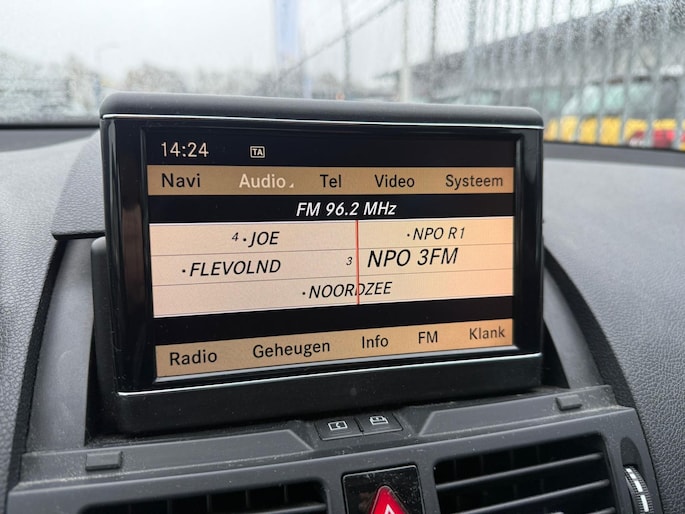 14:24 TA
Navi Audio Tel Video Systeem
FM 96.2 MHz
4 · JOE · NPO R1
· FLEVOLND 3 NPO 3FM
· NOORDZEE
Radio Geheugen Info FM Klank